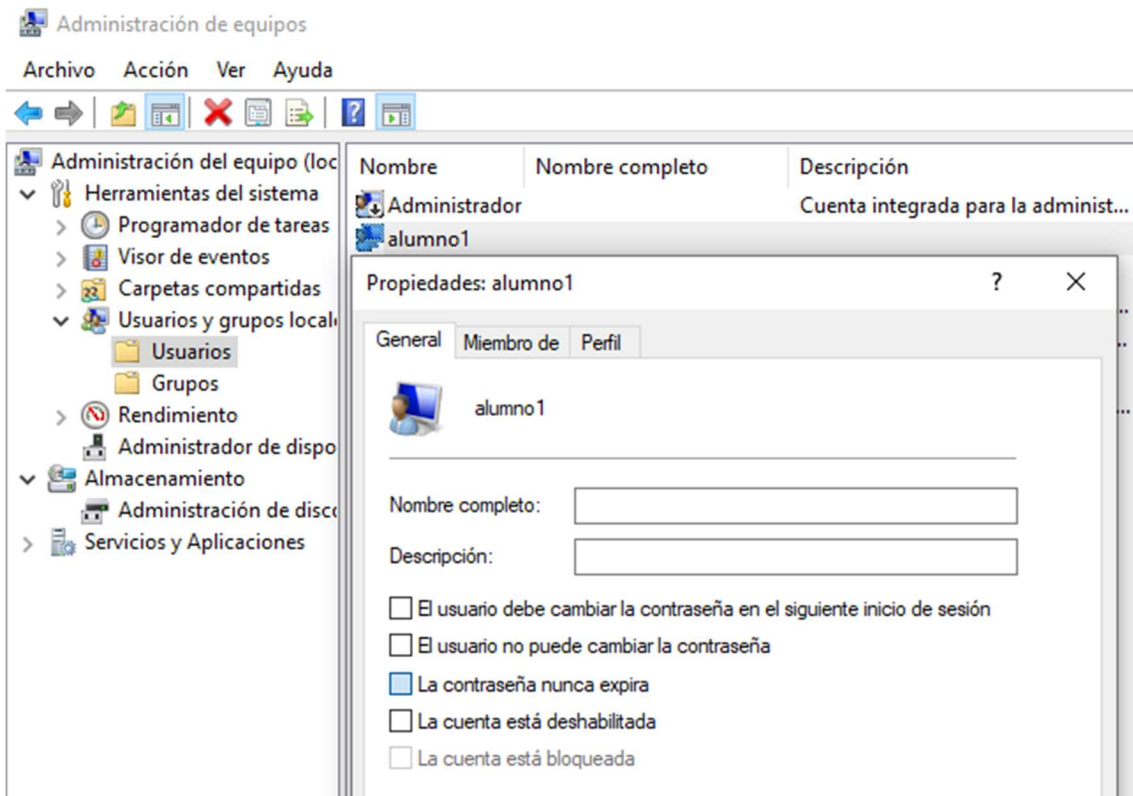 Administración de equipos
Archivo Acción Ver Ayuda
Administración del equipo (loc
Herramientas del sistema
Programador de tareas
Visor de eventos
Carpetas compartidas
Usuarios y grupos locale
Usuarios
Grupos
Rendimiento
Administrador de dispo
Almacenamiento
Administración de disco
Servicios y Aplicaciones
Nombre Nombre completo Descripción
Administrador Cuenta integrada para la administ...
alumno1
Propiedades: alumno1
General Miembro de Perfil
alumno1
Nombre completo:
Descripción:
El usuario debe cambiar la contraseña en el siguiente inicio de sesión
El usuario no puede cambiar la contraseña
La contraseña nunca expira
La cuenta está deshabilitada
La cuenta está bloqueada